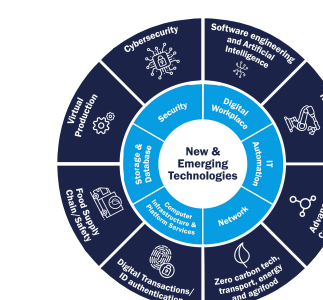 Cybersecurity
Software engineering
and Artificial
Intelligence
Virtual
Production
Security
Digital
Workplace
Storage &
Database
New &
Emerging
Technologies
IT
Automation
Computer
Infrastructure &
Platform Services
Network
Food Supply
Chain/Safety
Digital Transactions/
ID authentication
Zero carbon tech,
transport, energy
and agrifood